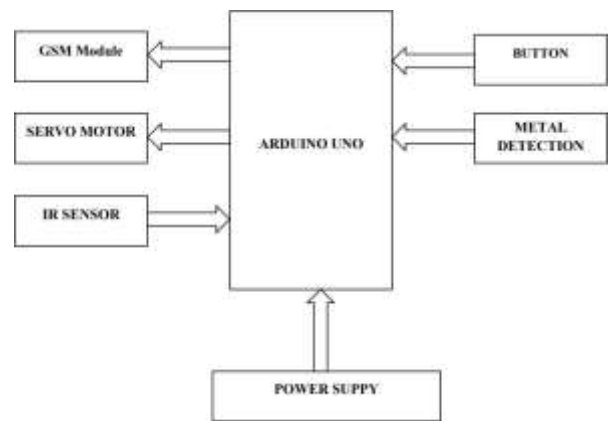 GSM Module
SERVO MOTOR
IR SENSOR
ARDUINO UNO
BUTTON
METAL
DETECTION
POWER SUPPY